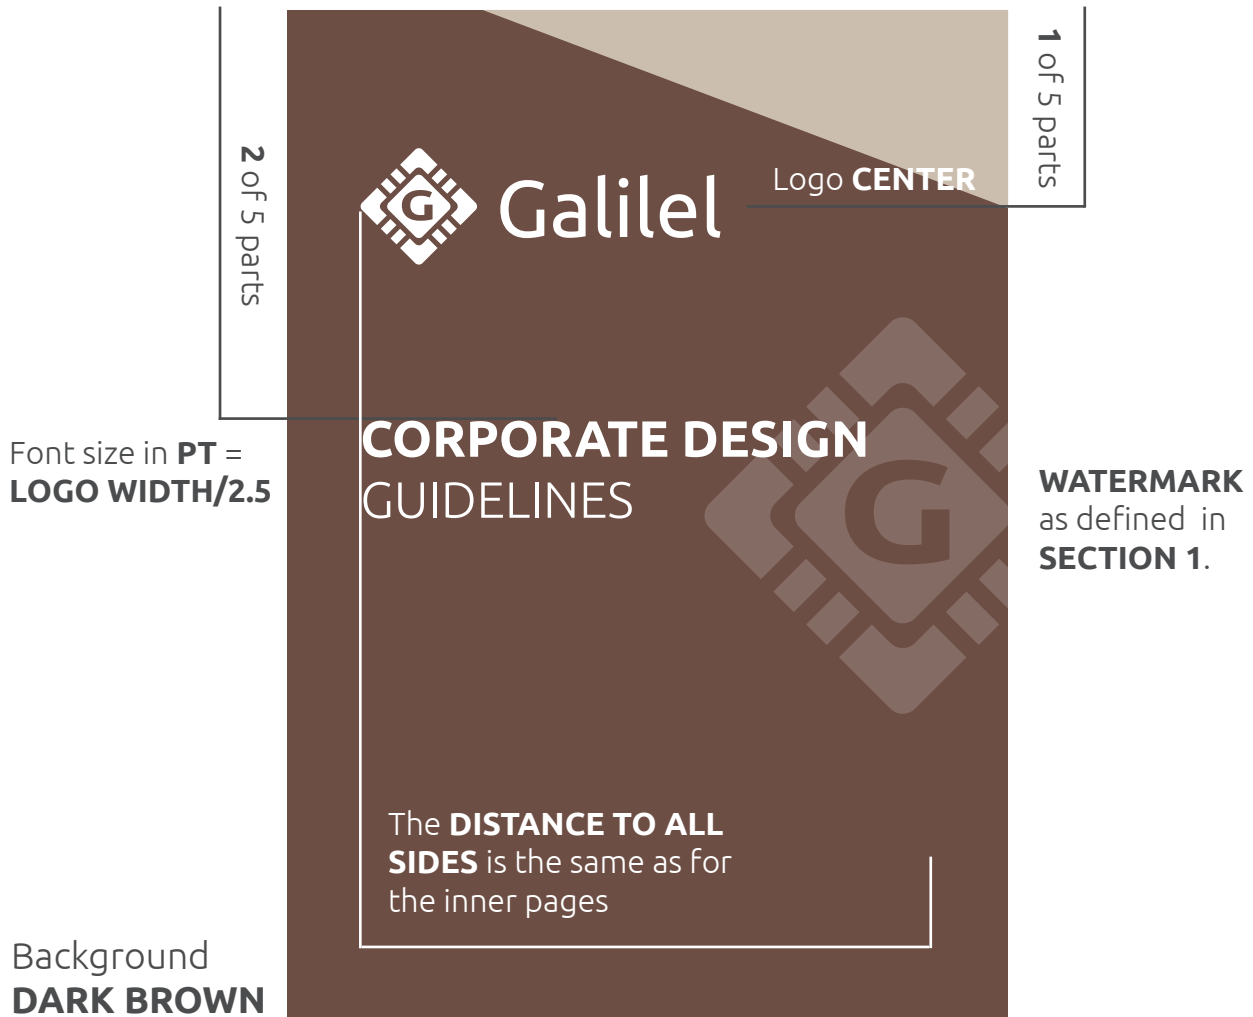 1 of 5 parts
2 of 5 parts
G Galilel
Logo CENTER
Font size in PT =
LOGO WIDTH/2.5
CORPORATE DESIGN
GUIDELINES
G
WATERMARK
as defined in
SECTION 1.
The DISTANCE TO ALL
SIDES is the same as for
the inner pages
Background
DARK BROWN